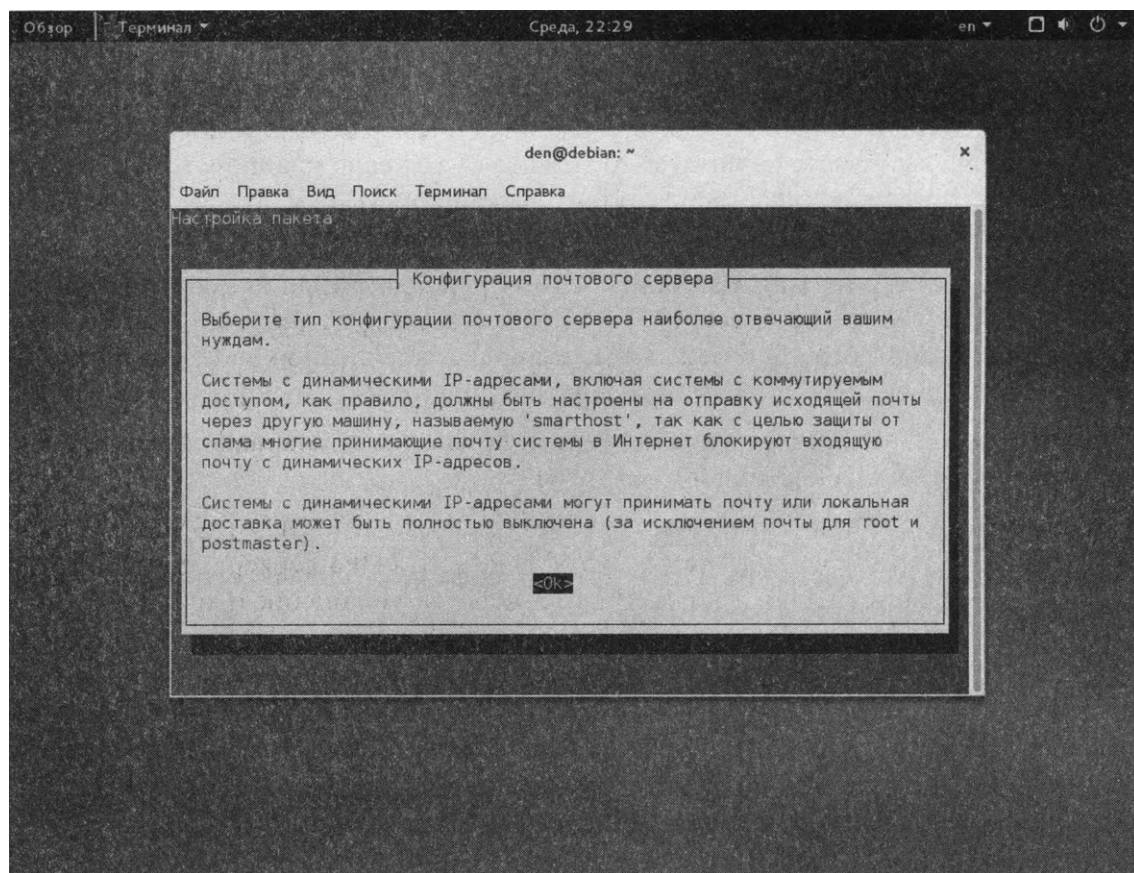 Обзор Терминал Среда, 22:29 en
den@debian: ~
Файл Правка Вид Поиск Терминал Справка
Настройка пакета
Конфигурация почтового сервера
Выберите тип конфигурации почтового сервера наиболее отвечающий вашим
нуждам.
Системы с динамическими IP-адресами, включая системы с коммутируемым
доступом, как правило, должны быть настроены на отправку исходящей почты
через другую машину, называемую 'smarthost', так как с целью защиты от
спама многие принимающие почту системы в Интернет блокируют входящую
почту с динамических IP-адресов.
Системы с динамическими IP-адресами могут принимать почту или локальная
доставка может быть полностью выключена (за исключением почты для root и
postmaster).
<Ok>